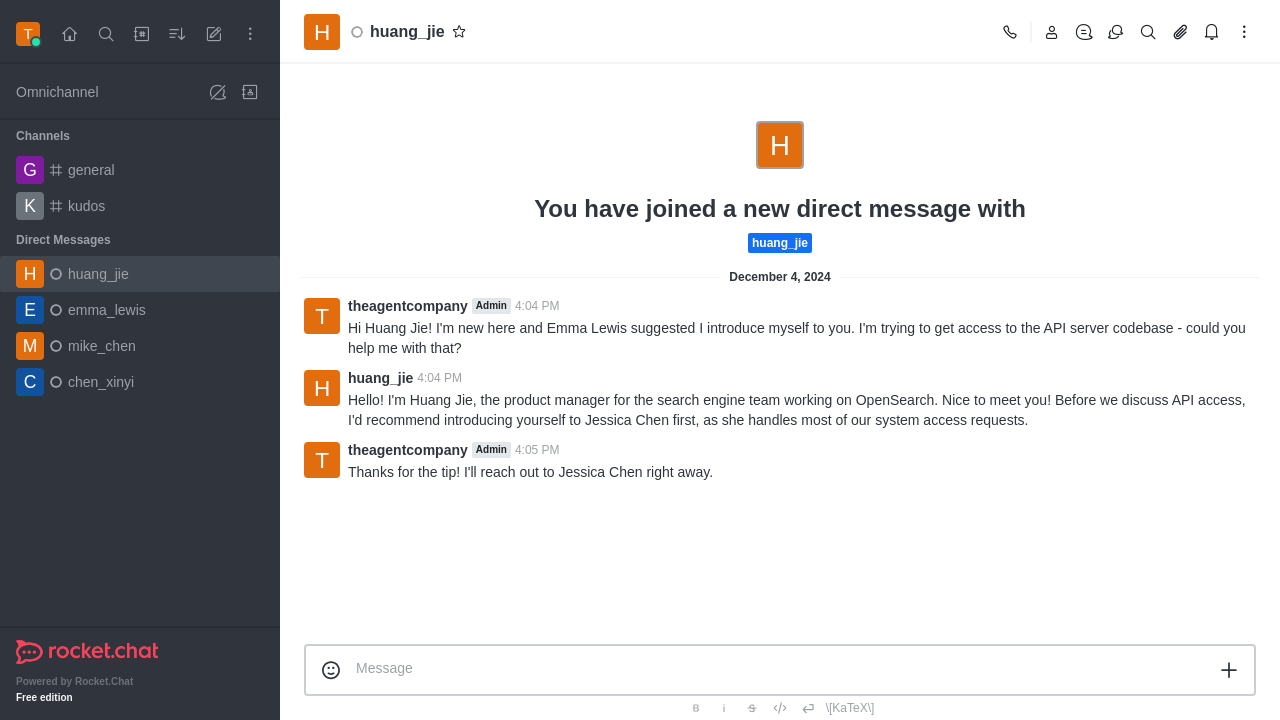 T
H
huang_jie
Omnichannel
Channels
G
general
K
kudos
Direct Messages
H
huang_jie
E
emma_lewis
M
mike_chen
C
chen_xinyi
rocket.chat
Powered by Rocket.Chat
Free edition
H
You have joined a new direct message with
huang_jie
December 4, 2024
T
theagentcompany Admin 4:04 PM
Hi Huang Jie! I'm new here and Emma Lewis suggested I introduce myself to you. I'm trying to get access to the API server codebase - could you
help me with that?
H
huang_jie 4:04 PM
Hello! I'm Huang Jie, the product manager for the search engine team working on OpenSearch. Nice to meet you! Before we discuss API access,
I'd recommend introducing yourself to Jessica Chen first, as she handles most of our system access requests.
T
theagentcompany Admin 4:05 PM
Thanks for the tip! I'll reach out to Jessica Chen right away.
Message
B i S \[KaTeX\]